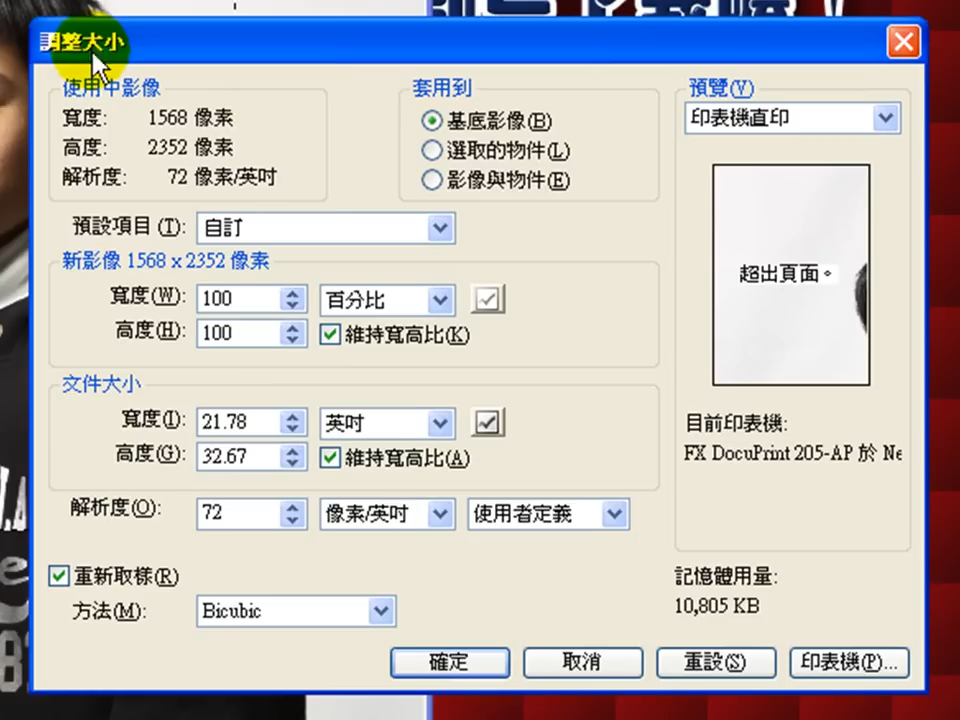 調整大小
使用中影像
寬度: 1568 像素
高度: 2352 像素
解析度: 72 像素/英吋
套用到
基底影像(B)
選取的物件(L)
影像與物件(E)
預覽(V)
印表機直印
超出頁面。
預設項目(T): 自訂
新影像 1568 x 2352 像素
寬度(W): 100 百分比
高度(H): 100 維持寬高比(K)
文件大小
寬度(I): 21.78 英吋
高度(G): 32.67 維持寬高比(A)
解析度(O): 72 像素/英吋 使用者定義
目前印表機:
FX DocuPrint 205-AP 於 Ne
重新取樣(R)
方法(M): Bicubic
記憶體用量:
10,805 KB
確定 取消 重設(S) 印表機(P)...